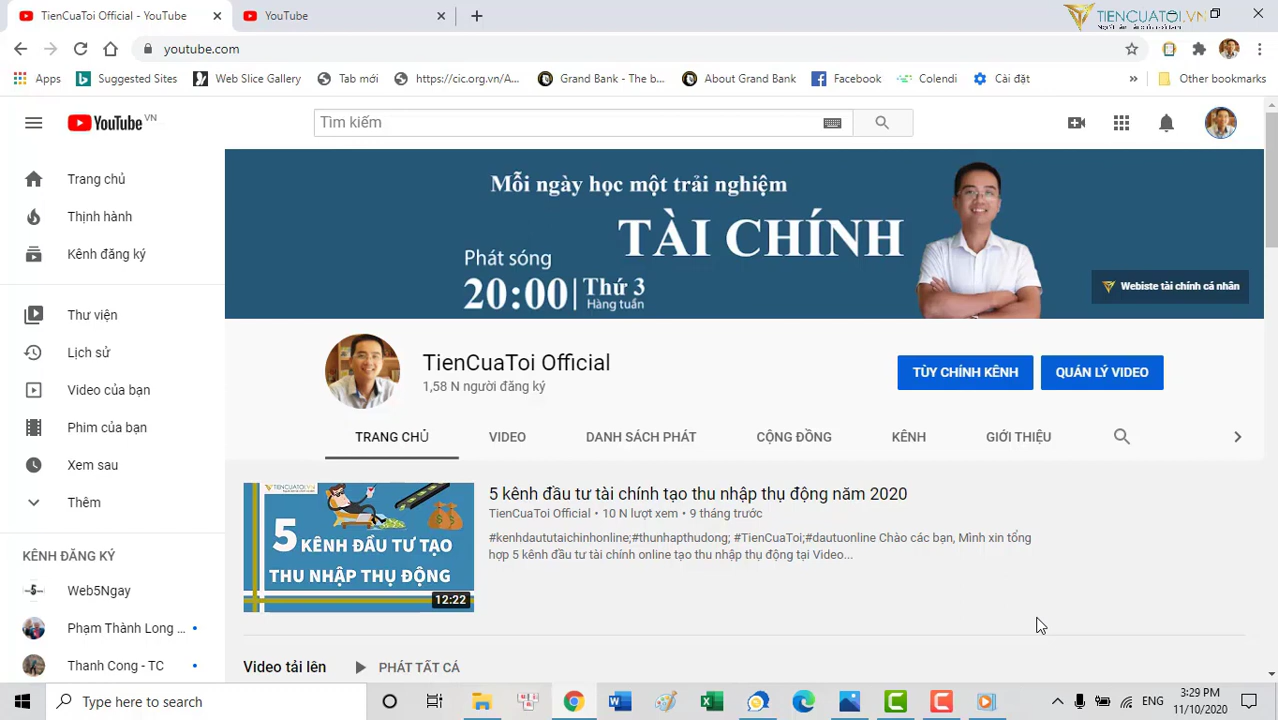 TienCuaToi Official - YouTube
YouTube
TIENCUATOI.VN
youtube.com
Apps
Suggested Sites
Web Slice Gallery
Tab mới
https://cic.org.vn/A...
Grand Bank - The b...
About Grand Bank
Facebook
Colendi
Cài đặt
»
Other bookmarks
YouTube VN
Tìm kiếm
Trang chủ
Thịnh hành
Kênh đăng ký
Thư viện
Lịch sử
Video của bạn
Phim của bạn
Xem sau
Thêm
KÊNH ĐĂNG KÝ
Web5Ngay
Phạm Thành Long ...
Thanh Cong - TC
Mỗi ngày học một trải nghiệm
TÀI CHÍNH
Phát sóng
20:00 | Thứ 3
Hàng tuần
Webiste tài chính cá nhân
TienCuaToi Official
1,58 N người đăng ký
TÙY CHỈNH KÊNH
QUẢN LÝ VIDEO
TRANG CHỦ
VIDEO
DANH SÁCH PHÁT
CỘNG ĐỒNG
KÊNH
GIỚI THIỆU
TIENCUATOI.VN
5 KÊNH ĐẦU TƯ TẠO
THU NHẬP THỤ ĐỘNG
12:22
5 kênh đầu tư tài chính tạo thu nhập thụ động năm 2020
TienCuaToi Official • 10 N lượt xem • 9 tháng trước
#kenhdaututaichinhonline;#thunhapthudong; #TienCuaToi;#dautuonline Chào các bạn, Mình xin tổng
hợp 5 kênh đầu tư tài chính online tạo thu nhập thụ động tại Video...
Video tải lên
PHÁT TẤT CẢ
Type here to search
ENG
3:29 PM
11/10/2020